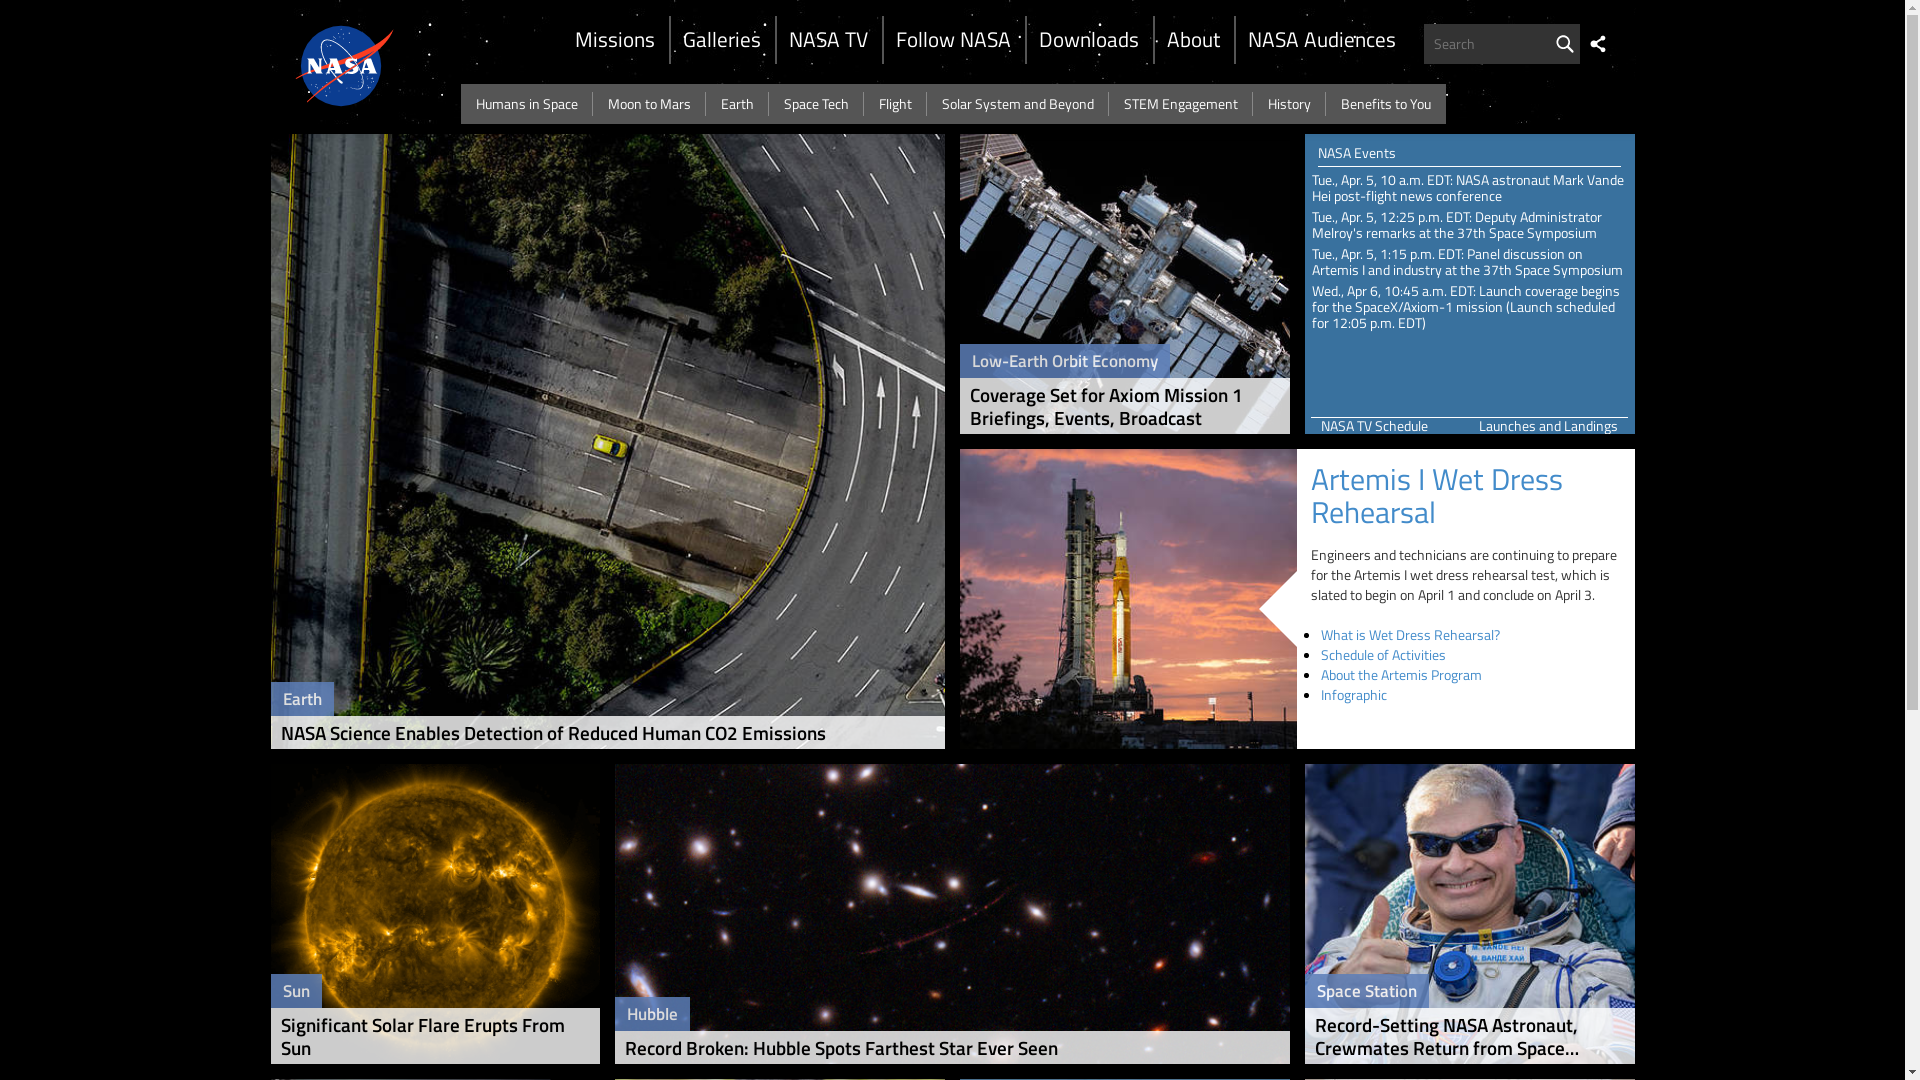 NASA
Missions
Galleries
NASA TV
Follow NASA
Downloads
About
NASA Audiences
Search
Humans in Space
Moon to Mars
Earth
Space Tech
Flight
Solar System and Beyond
STEM Engagement
History
Benefits to You
Earth
NASA Science Enables Detection of Reduced Human CO2 Emissions
Low-Earth Orbit Economy
Coverage Set for Axiom Mission 1
Briefings, Events, Broadcast
NASA Events
Tue., Apr. 5, 10 a.m. EDT: NASA astronaut Mark Vande
Hei post-flight news conference
Tue., Apr. 5, 12:25 p.m. EDT: Deputy Administrator
Melroy's remarks at the 37th Space Symposium
Tue., Apr. 5, 1:15 p.m. EDT: Panel discussion on
Artemis I and industry at the 37th Space Symposium
Wed., Apr 6, 10:45 a.m. EDT: Launch coverage begins
for the SpaceX/Axiom-1 mission (Launch scheduled
for 12:05 p.m. EDT)
NASA TV Schedule
Launches and Landings
Artemis I Wet Dress
Rehearsal
Engineers and technicians are continuing to prepare
for the Artemis I wet dress rehearsal test, which is
slated to begin on April 1 and conclude on April 3.
What is Wet Dress Rehearsal?
Schedule of Activities
About the Artemis Program
Infographic
Sun
Significant Solar Flare Erupts From
Sun
Hubble
Record Broken: Hubble Spots Farthest Star Ever Seen
M. VANDE HEI
М. ВАНДЕ ХАЙ
Space Station
Record-Setting NASA Astronaut,
Crewmates Return from Space...